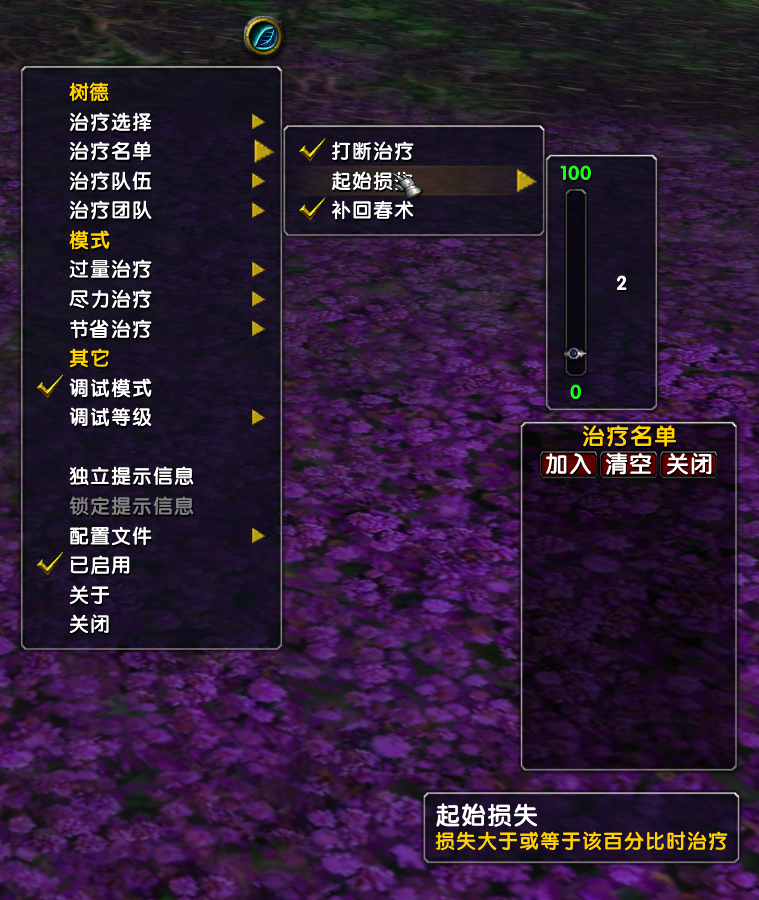 树德
治疗选择
治疗名单
治疗队伍
治疗团队
模式
过量治疗
尽力治疗
节省治疗
其它
调试模式
调试等级
独立提示信息
锁定提示信息
配置文件
已启用
关于
关闭
打断治疗
起始损
补回春术
100
2
0
治疗名单
加入 清空 关闭
起始损失
损失大于或等于该百分比时治疗